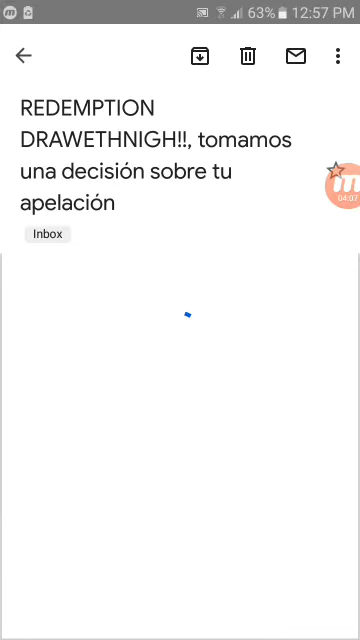 63% 12:57 PM
REDEMPTION
DRAWETHNIGH!!, tomamos
una decisión sobre tu
apelación
04:07
Inbox